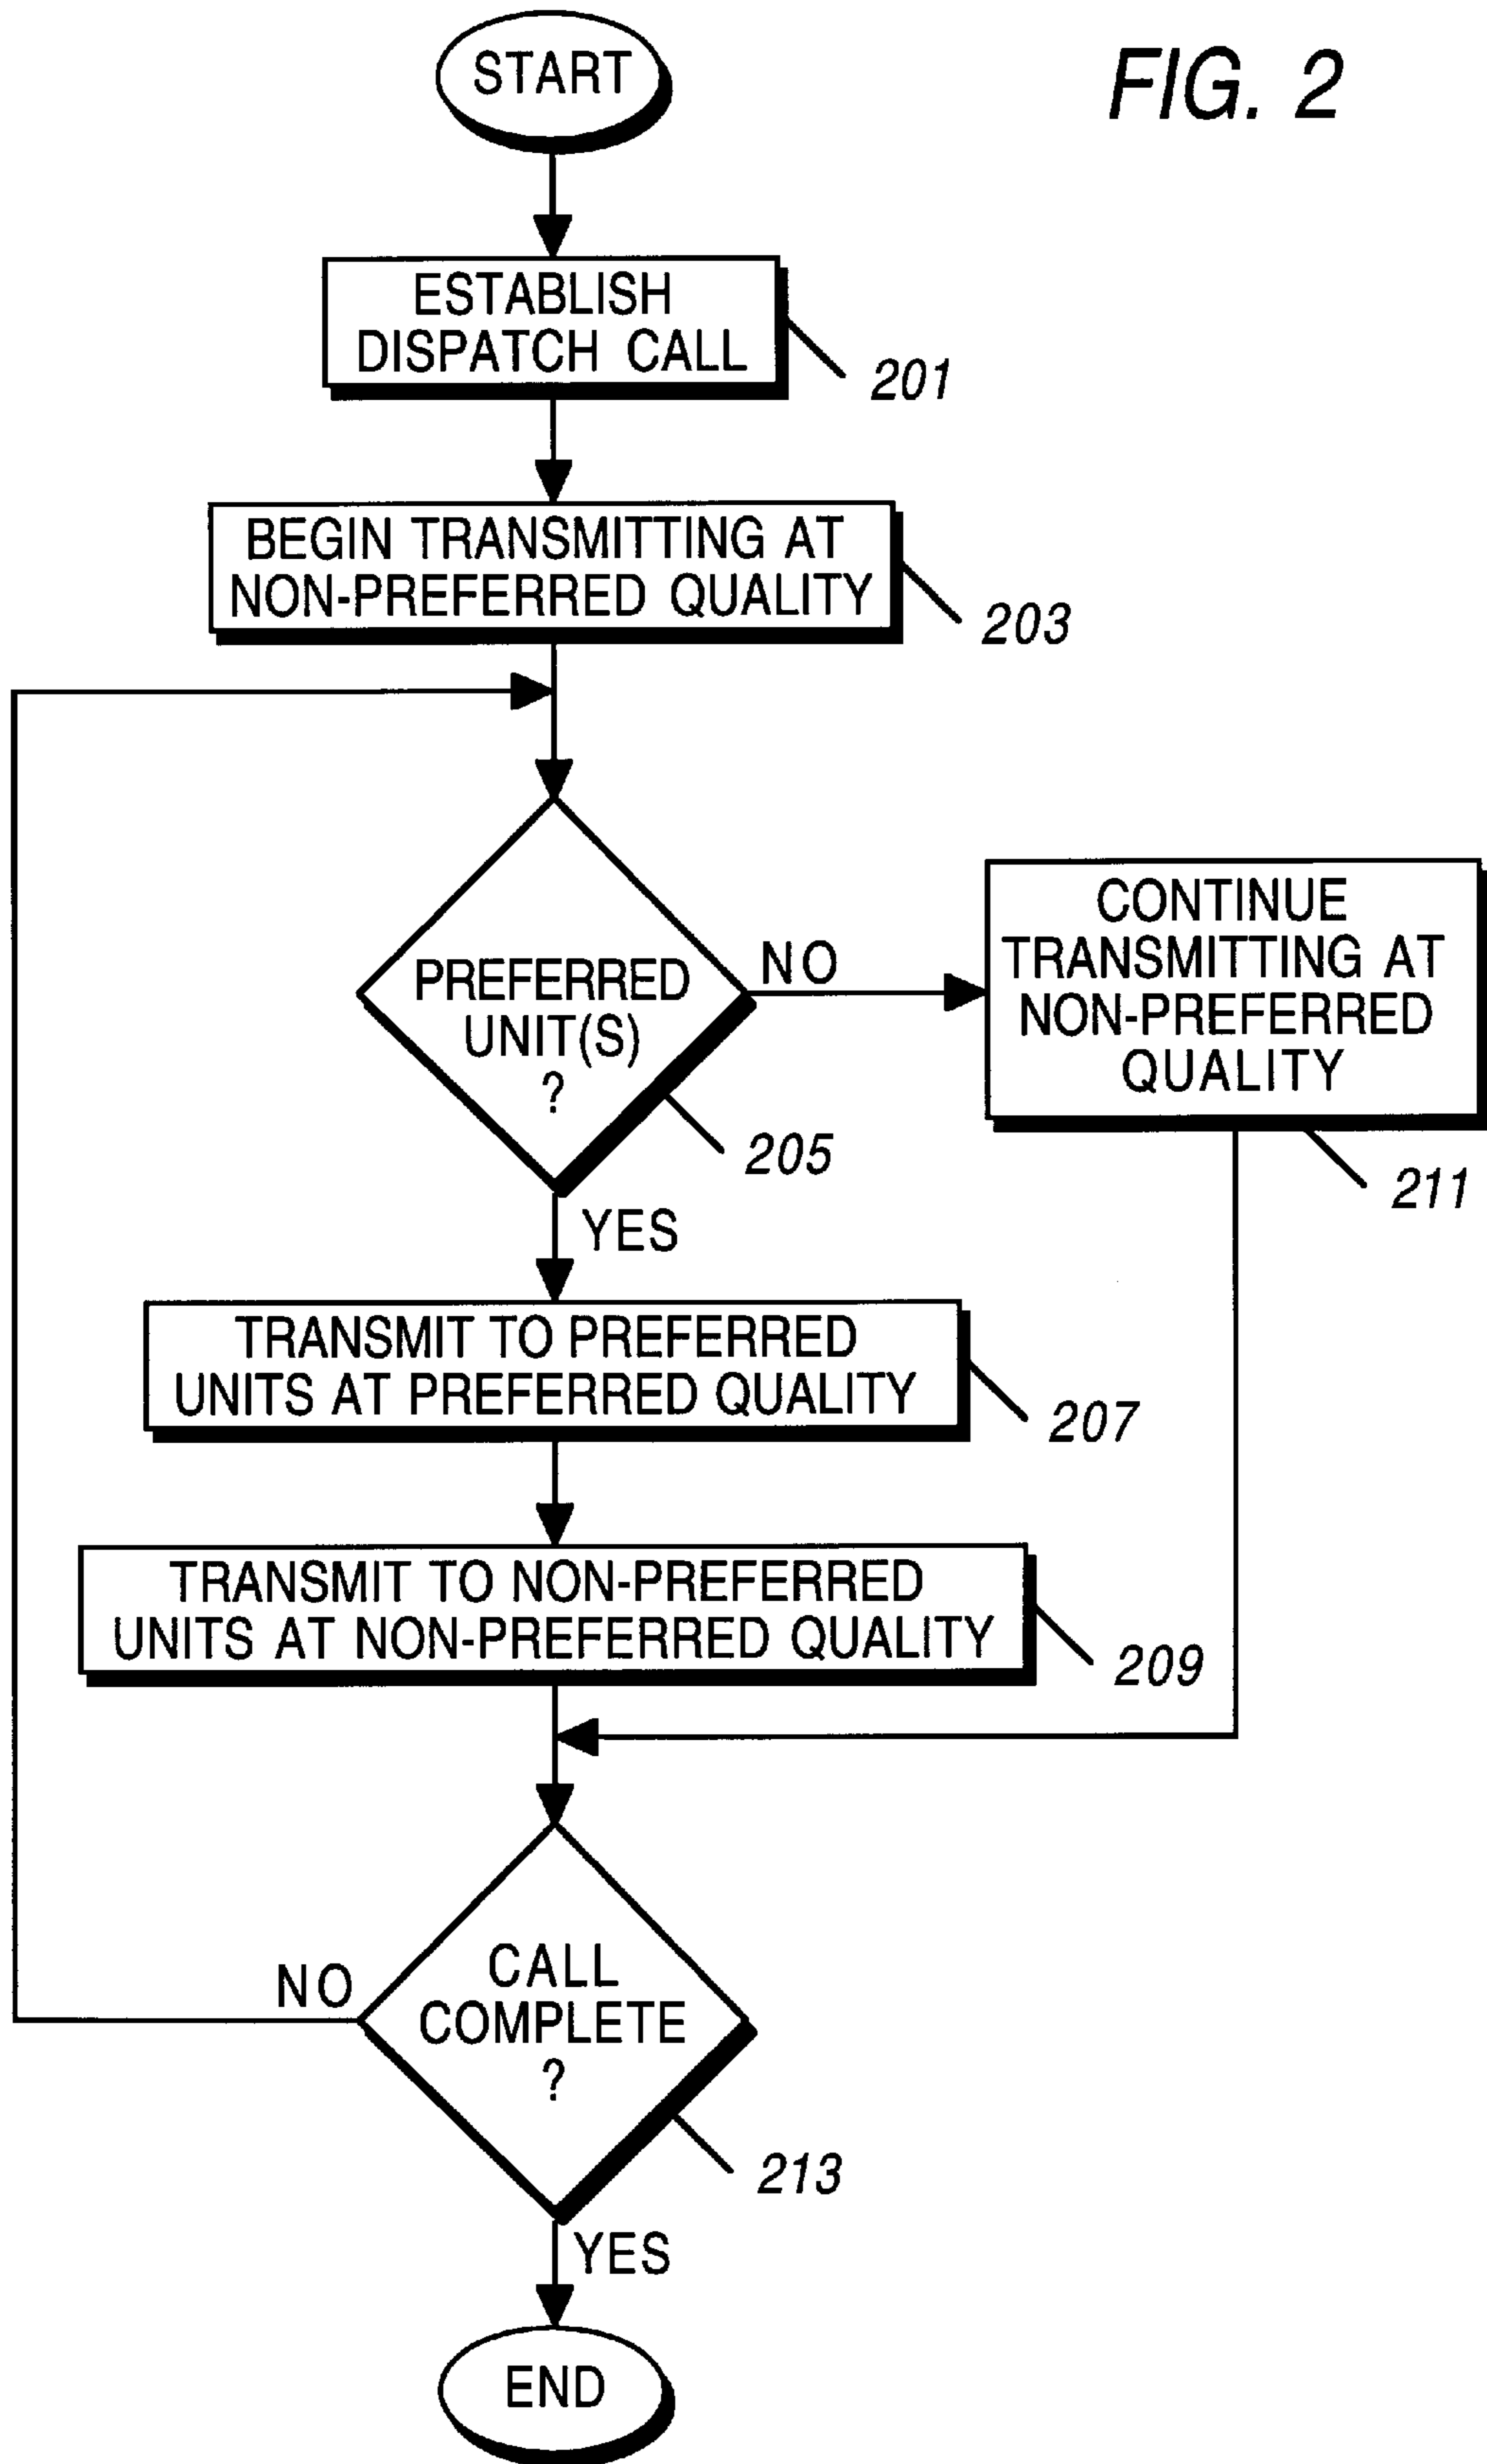 FIG. 2
START
ESTABLISH
DISPATCH CALL
201
BEGIN TRANSMITTING AT
NON-PREFERRED QUALITY
203
PREFERRED
UNIT(S)
?
205
NO
CONTINUE
TRANSMITTING AT
NON-PREFERRED
QUALITY
211
YES
TRANSMIT TO PREFERRED
UNITS AT PREFERRED QUALITY
207
TRANSMIT TO NON-PREFERRED
UNITS AT NON-PREFERRED QUALITY
209
CALL
COMPLETE
?
213
NO
YES
END